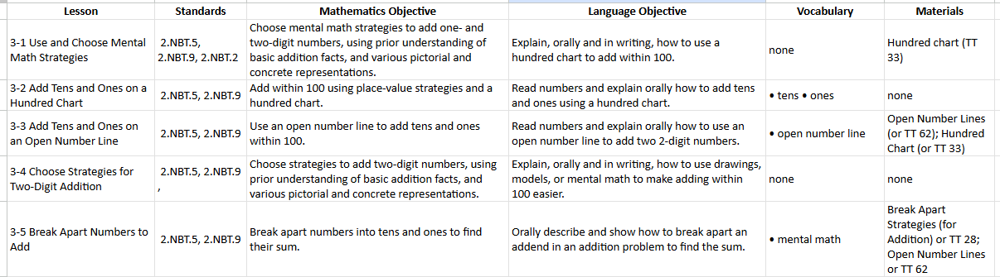 Lesson Standards Mathematics Objective Language Objective Vocabulary Materials
3-1 Use and Choose Mental
Math Strategies
2.NBT.5,
2.NBT.9, 2.NBT.2
Choose mental math strategies to add one- and
two-digit numbers, using prior understanding of
basic addition facts, and various pictorial and
concrete representations.
Explain, orally and in writing, how to use a
hundred chart to add within 100.
none
Hundred chart (TT
33)
3-2 Add Tens and Ones on a
Hundred Chart
2.NBT.5, 2.NBT.9
Add within 100 using place-value strategies and a
hundred chart.
Read numbers and explain orally how to add tens
and ones using a hundred chart.
• tens • ones
none
3-3 Add Tens and Ones on
an Open Number Line
2.NBT.5, 2.NBT.9
Use an open number line to add tens and ones
within 100.
Read numbers and explain orally how to use an
open number line to add two 2-digit numbers.
• open number line
Open Number Lines
(or TT 62); Hundred
Chart (or TT 33)
3-4 Choose Strategies for
Two-Digit Addition
2.NBT.5, 2.NBT.9
,
Choose strategies to add two-digit numbers, using
prior understanding of basic addition facts, and
various pictorial and concrete representations.
Explain, orally and in writing, how to use drawings,
models, or mental math to make adding within
100 easier.
none
none
3-5 Break Apart Numbers to
Add
2.NBT.5, 2.NBT.9
Break apart numbers into tens and ones to find
their sum.
Orally describe and show how to break apart an
addend in an addition problem to find the sum.
• mental math
Break Apart
Strategies (for
Addition) or TT 28;
Open Number Lines
or TT 62